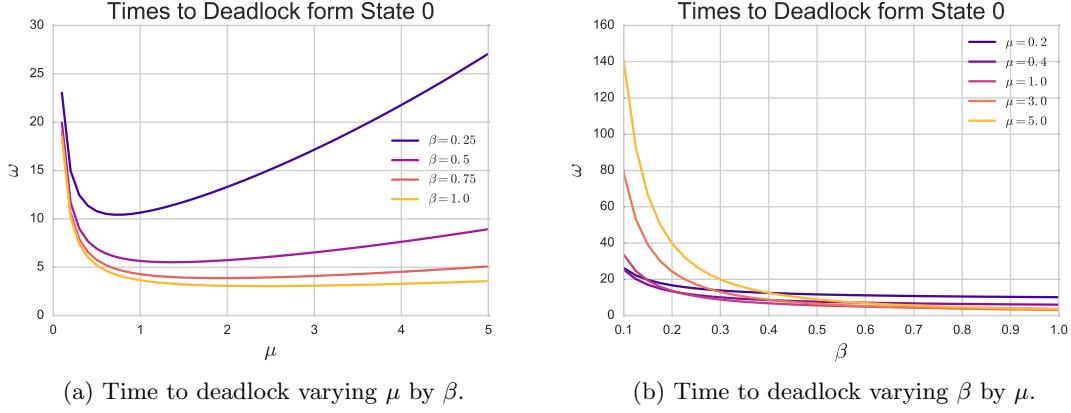 Times to Deadlock form State 0
30
25
20
15
10
5
0
ω
0 1 2 3 4 5
μ
β = 0.25
β = 0.5
β = 0.75
β = 1.0
(a) Time to deadlock varying μ by β.
Times to Deadlock form State 0
160
140
120
100
80
60
40
20
0
ω
0.1 0.2 0.3 0.4 0.5 0.6 0.7 0.8 0.9 1.0
β
μ = 0.2
μ = 0.4
μ = 1.0
μ = 3.0
μ = 5.0
(b) Time to deadlock varying β by μ.